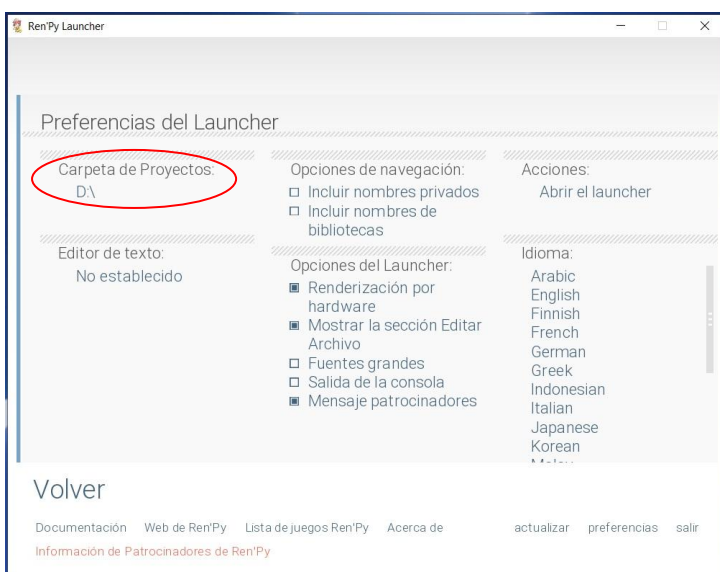 Ren'Py Launcher
Preferencias del Launcher
Carpeta de Proyectos:
D:\
Editor de texto:
No establecido
Opciones de navegación:
Incluir nombres privados
Incluir nombres de
bibliotecas
Opciones del Launcher:
Renderización por
hardware
Mostrar la sección Editar
Archivo
Fuentes grandes
Salida de la consola
Mensaje patrocinadores
Acciones:
Abrir el launcher
Idioma:
Arabic
English
Finnish
French
German
Greek
Indonesian
Italian
Japanese
Korean
Volver
Documentación Web de Ren'Py Lista de juegos Ren'Py Acerca de actualizar preferencias salir
Información de Patrocinadores de Ren'Py